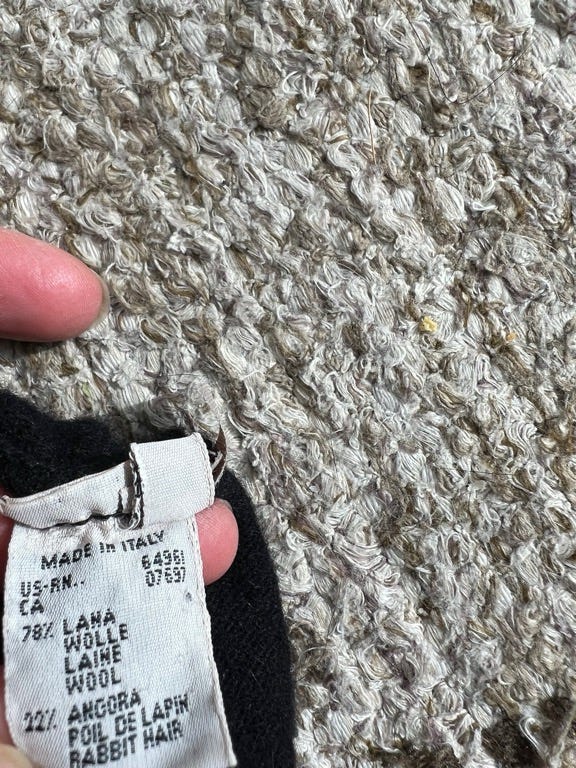 MADE IN ITALY
US-RN.. 64961
CA 07697
78% LANA
WOLLE
LAINE
WOOL
22% ANGORA
POIL DE LAPIN
RABBIT HAIR